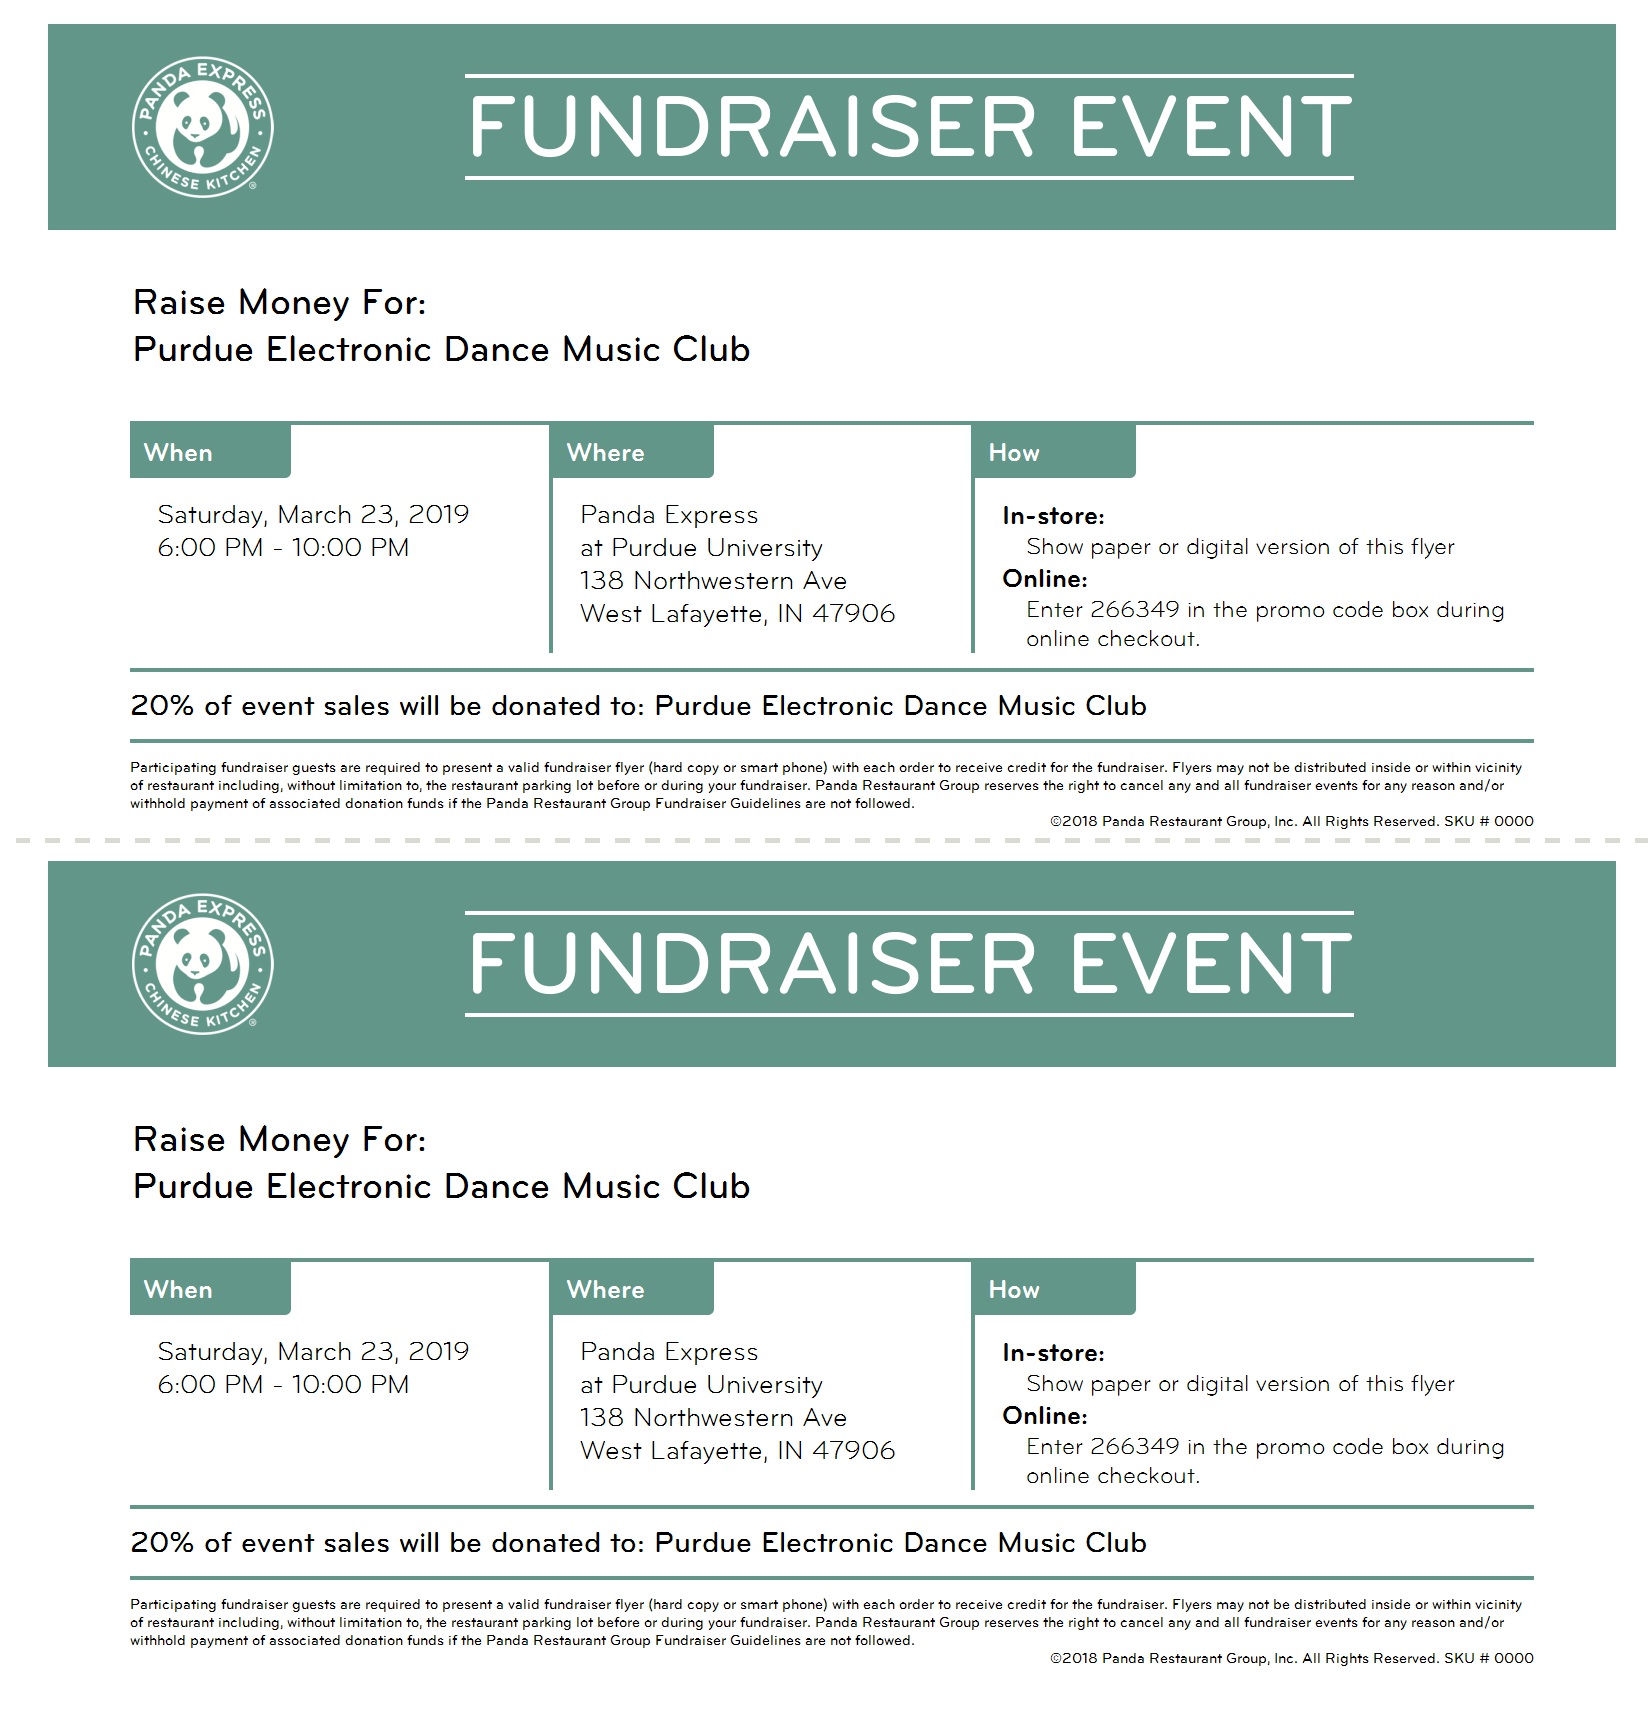 PANDA EXPRESS
CHINESE KITCHEN®
FUNDRAISER EVENT
Raise Money For:
Purdue Electronic Dance Music Club
When
Saturday, March 23, 2019
6:00 PM - 10:00 PM
Where
Panda Express
at Purdue University
138 Northwestern Ave
West Lafayette, IN 47906
How
In-store:
Show paper or digital version of this flyer
Online:
Enter 266349 in the promo code box during
online checkout.
20% of event sales will be donated to: Purdue Electronic Dance Music Club
Participating fundraiser guests are required to present a valid fundraiser flyer (hard copy or smart phone) with each order to receive credit for the fundraiser. Flyers may not be distributed inside or within vicinity
of restaurant including, without limitation to, the restaurant parking lot before or during your fundraiser. Panda Restaurant Group reserves the right to cancel any and all fundraiser events for any reason and/or
withhold payment of associated donation funds if the Panda Restaurant Group Fundraiser Guidelines are not followed.
©2018 Panda Restaurant Group, Inc. All Rights Reserved. SKU # 0000
PANDA EXPRESS
CHINESE KITCHEN®
FUNDRAISER EVENT
Raise Money For:
Purdue Electronic Dance Music Club
When
Saturday, March 23, 2019
6:00 PM - 10:00 PM
Where
Panda Express
at Purdue University
138 Northwestern Ave
West Lafayette, IN 47906
How
In-store:
Show paper or digital version of this flyer
Online:
Enter 266349 in the promo code box during
online checkout.
20% of event sales will be donated to: Purdue Electronic Dance Music Club
Participating fundraiser guests are required to present a valid fundraiser flyer (hard copy or smart phone) with each order to receive credit for the fundraiser. Flyers may not be distributed inside or within vicinity
of restaurant including, without limitation to, the restaurant parking lot before or during your fundraiser. Panda Restaurant Group reserves the right to cancel any and all fundraiser events for any reason and/or
withhold payment of associated donation funds if the Panda Restaurant Group Fundraiser Guidelines are not followed.
©2018 Panda Restaurant Group, Inc. All Rights Reserved. SKU # 0000